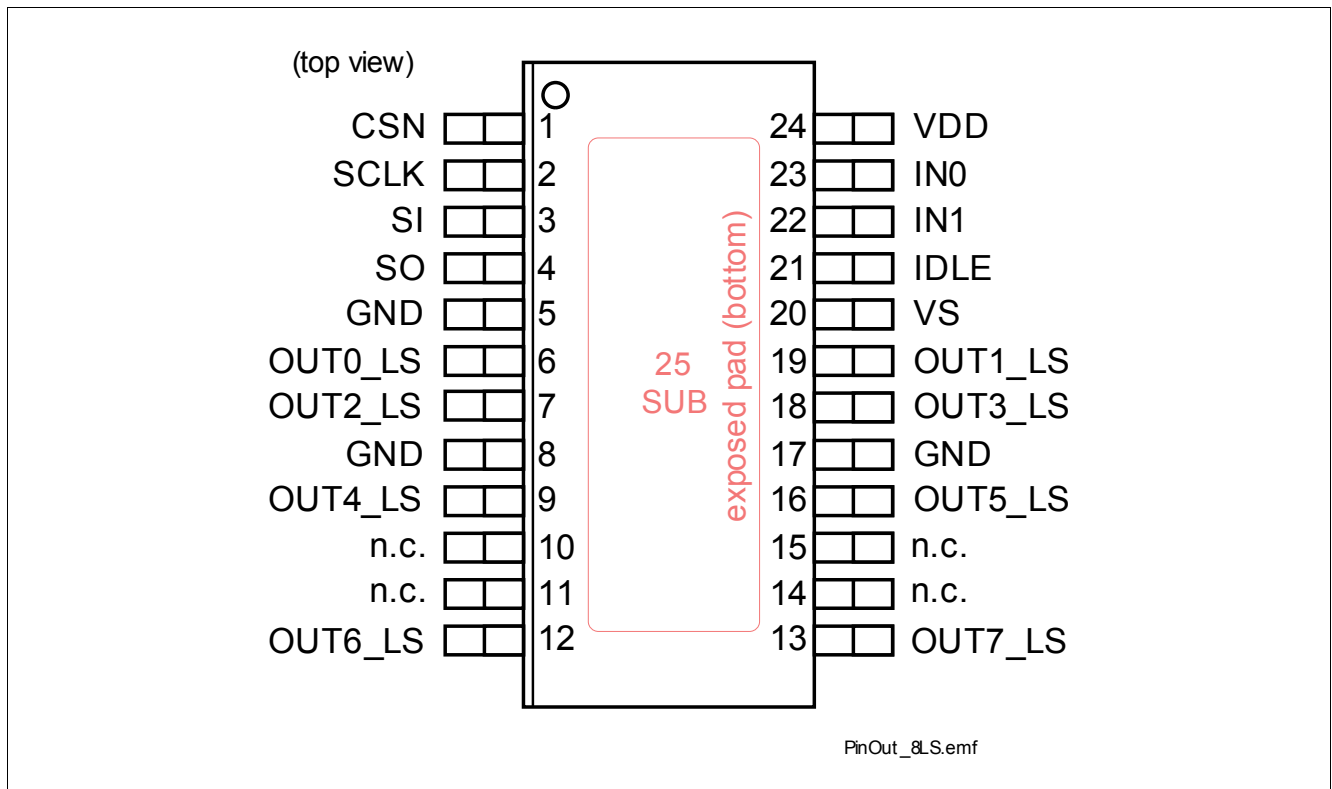 (top view)
CSN 1 24 VDD
SCLK 2 23 IN0
SI 3 22 IN1
SO 4 21 IDLE
GND 5 20 VS
OUT0_LS 6 19 OUT1_LS
OUT2_LS 7 18 OUT3_LS
GND 8 17 GND
OUT4_LS 9 16 OUT5_LS
n.c. 10 15 n.c.
n.c. 11 14 n.c.
OUT6_LS 12 13 OUT7_LS
25
SUB
exposed pad (bottom)
PinOut_8LS.emf